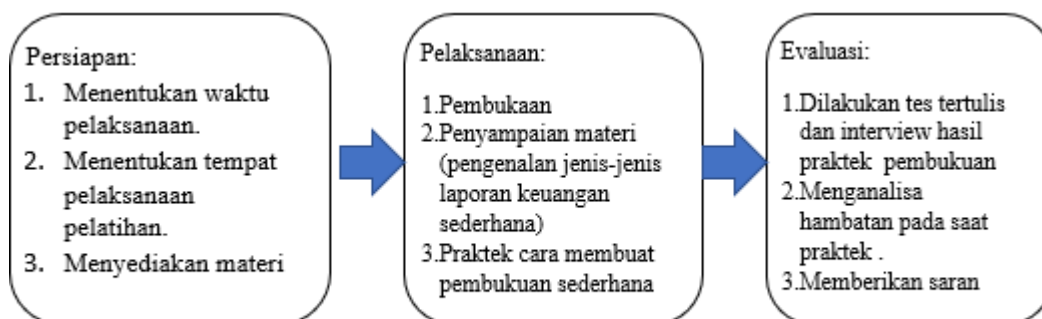 Persiapan:
1. Menentukan waktu
pelaksanaan.
2. Menentukan tempat
pelaksanaan
pelatihan.
3. Menyediakan materi
Pelaksanaan:
1.Pembukaan
2.Penyampaian materi
(pengenalan jenis-jenis
laporan keuangan
sederhana)
3.Praktek cara membuat
pembukuan sederhana
Evaluasi:
1.Dilakukan tes tertulis
dan interview hasil
praktek pembukuan
2.Menganalisa
hambatan pada saat
praktek .
3.Memberikan saran